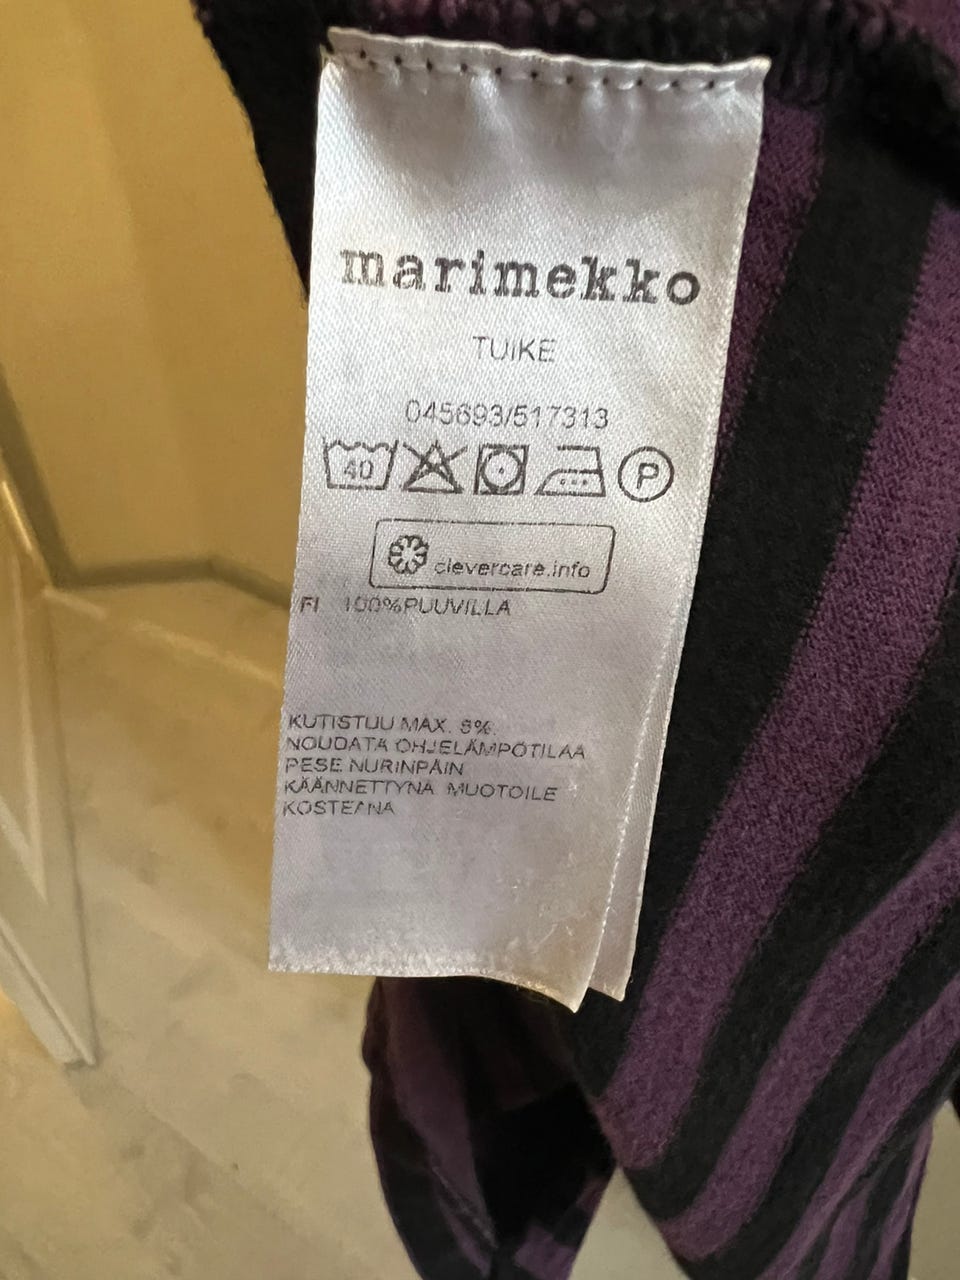 marimekko
TUIKE
045693/517313
40 P
clevercare.info
FI 100%PUUVILLA
KUTISTUU MAX.
NOUDATA OHJELÄMPÖTILAA
PESE NURINPÄIN
KÄÄNNETTYNÄ MUOTOILE
KOSTEANA